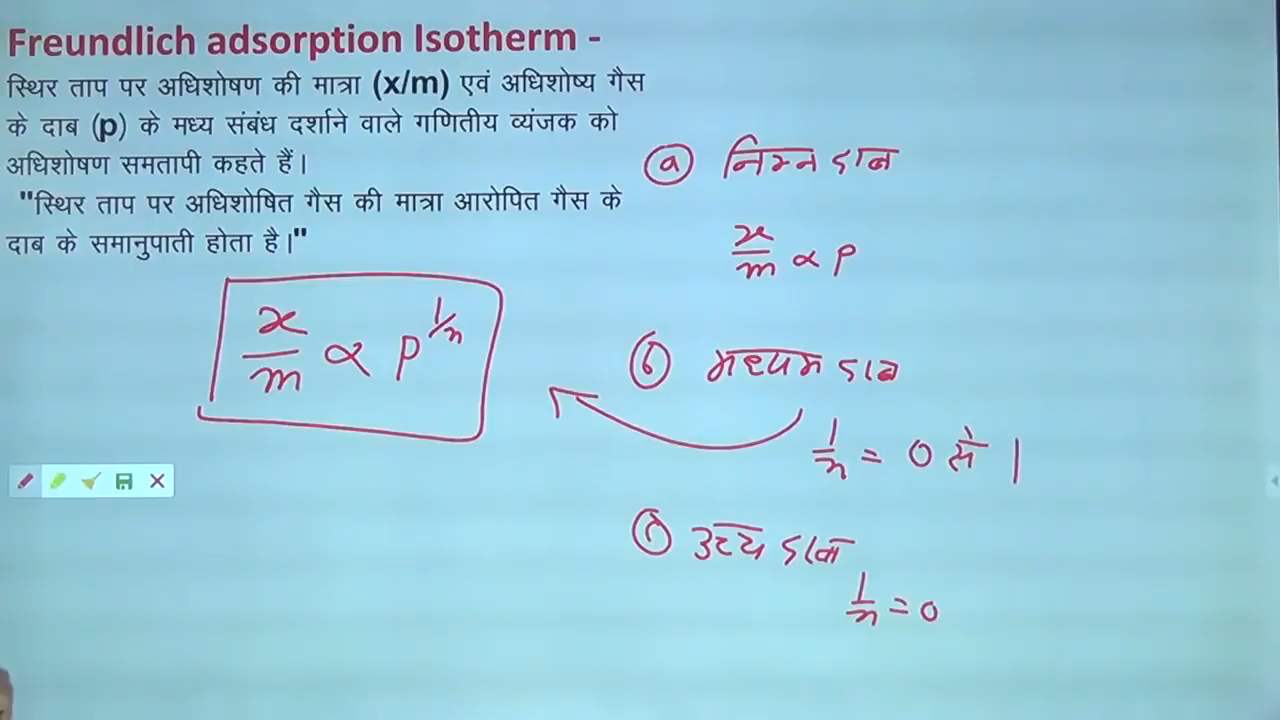 Freundlich adsorption Isotherm -
स्थिर ताप पर अधिशोषण की मात्रा (x/m) एवं अधिशोष्य गैस
के दाब (p) के मध्य संबंध दर्शाने वाले गणितीय व्यंजक को
अधिशोषण समतापी कहते हैं।
"स्थिर ताप पर अधिशोषित गैस की मात्रा आरोपित गैस के
दाब के समानुपाती होता है।"
x/m ∝ p^1/n
(a) निम्न दाब
x/m ∝ p
(b) मध्यम दाब
1/n = 0 से 1
उच्च दाब
1/n = 0